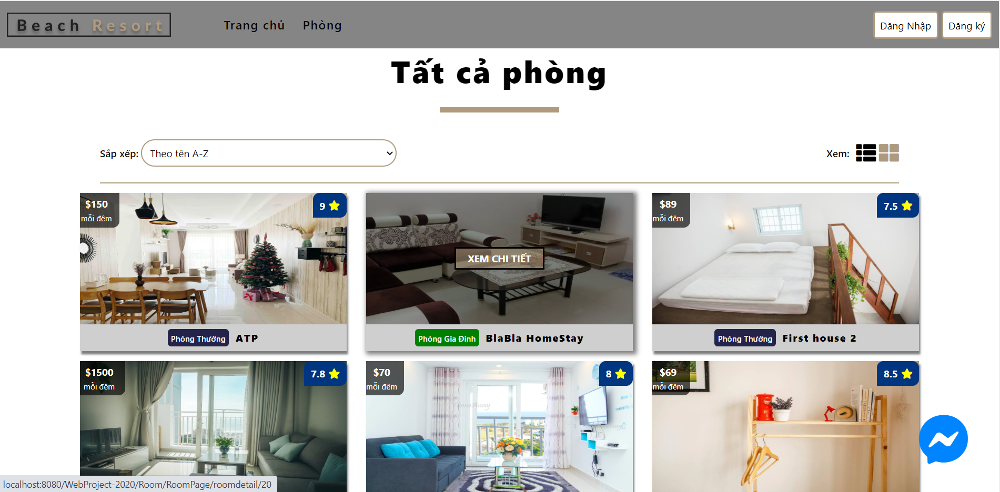 Beach Resort
Trang chủ
Phòng
Đăng Nhập
Đăng ký
Tất cả phòng
Sắp xếp:
Theo tên A-Z
Xem:
$150
mỗi đêm
9
XEM CHI TIẾT
$89
mỗi đêm
7.5
Phòng Thường
ATP
Phòng Gia Đình
BlaBla HomeStay
Phòng Thường
First house 2
$1500
mỗi đêm
7.8
$70
mỗi đêm
8
$69
mỗi đêm
8.5
HomeAway
HomeAway
localhost:8080/WebProject-2020/Room/RoomPage/roomdetail/20